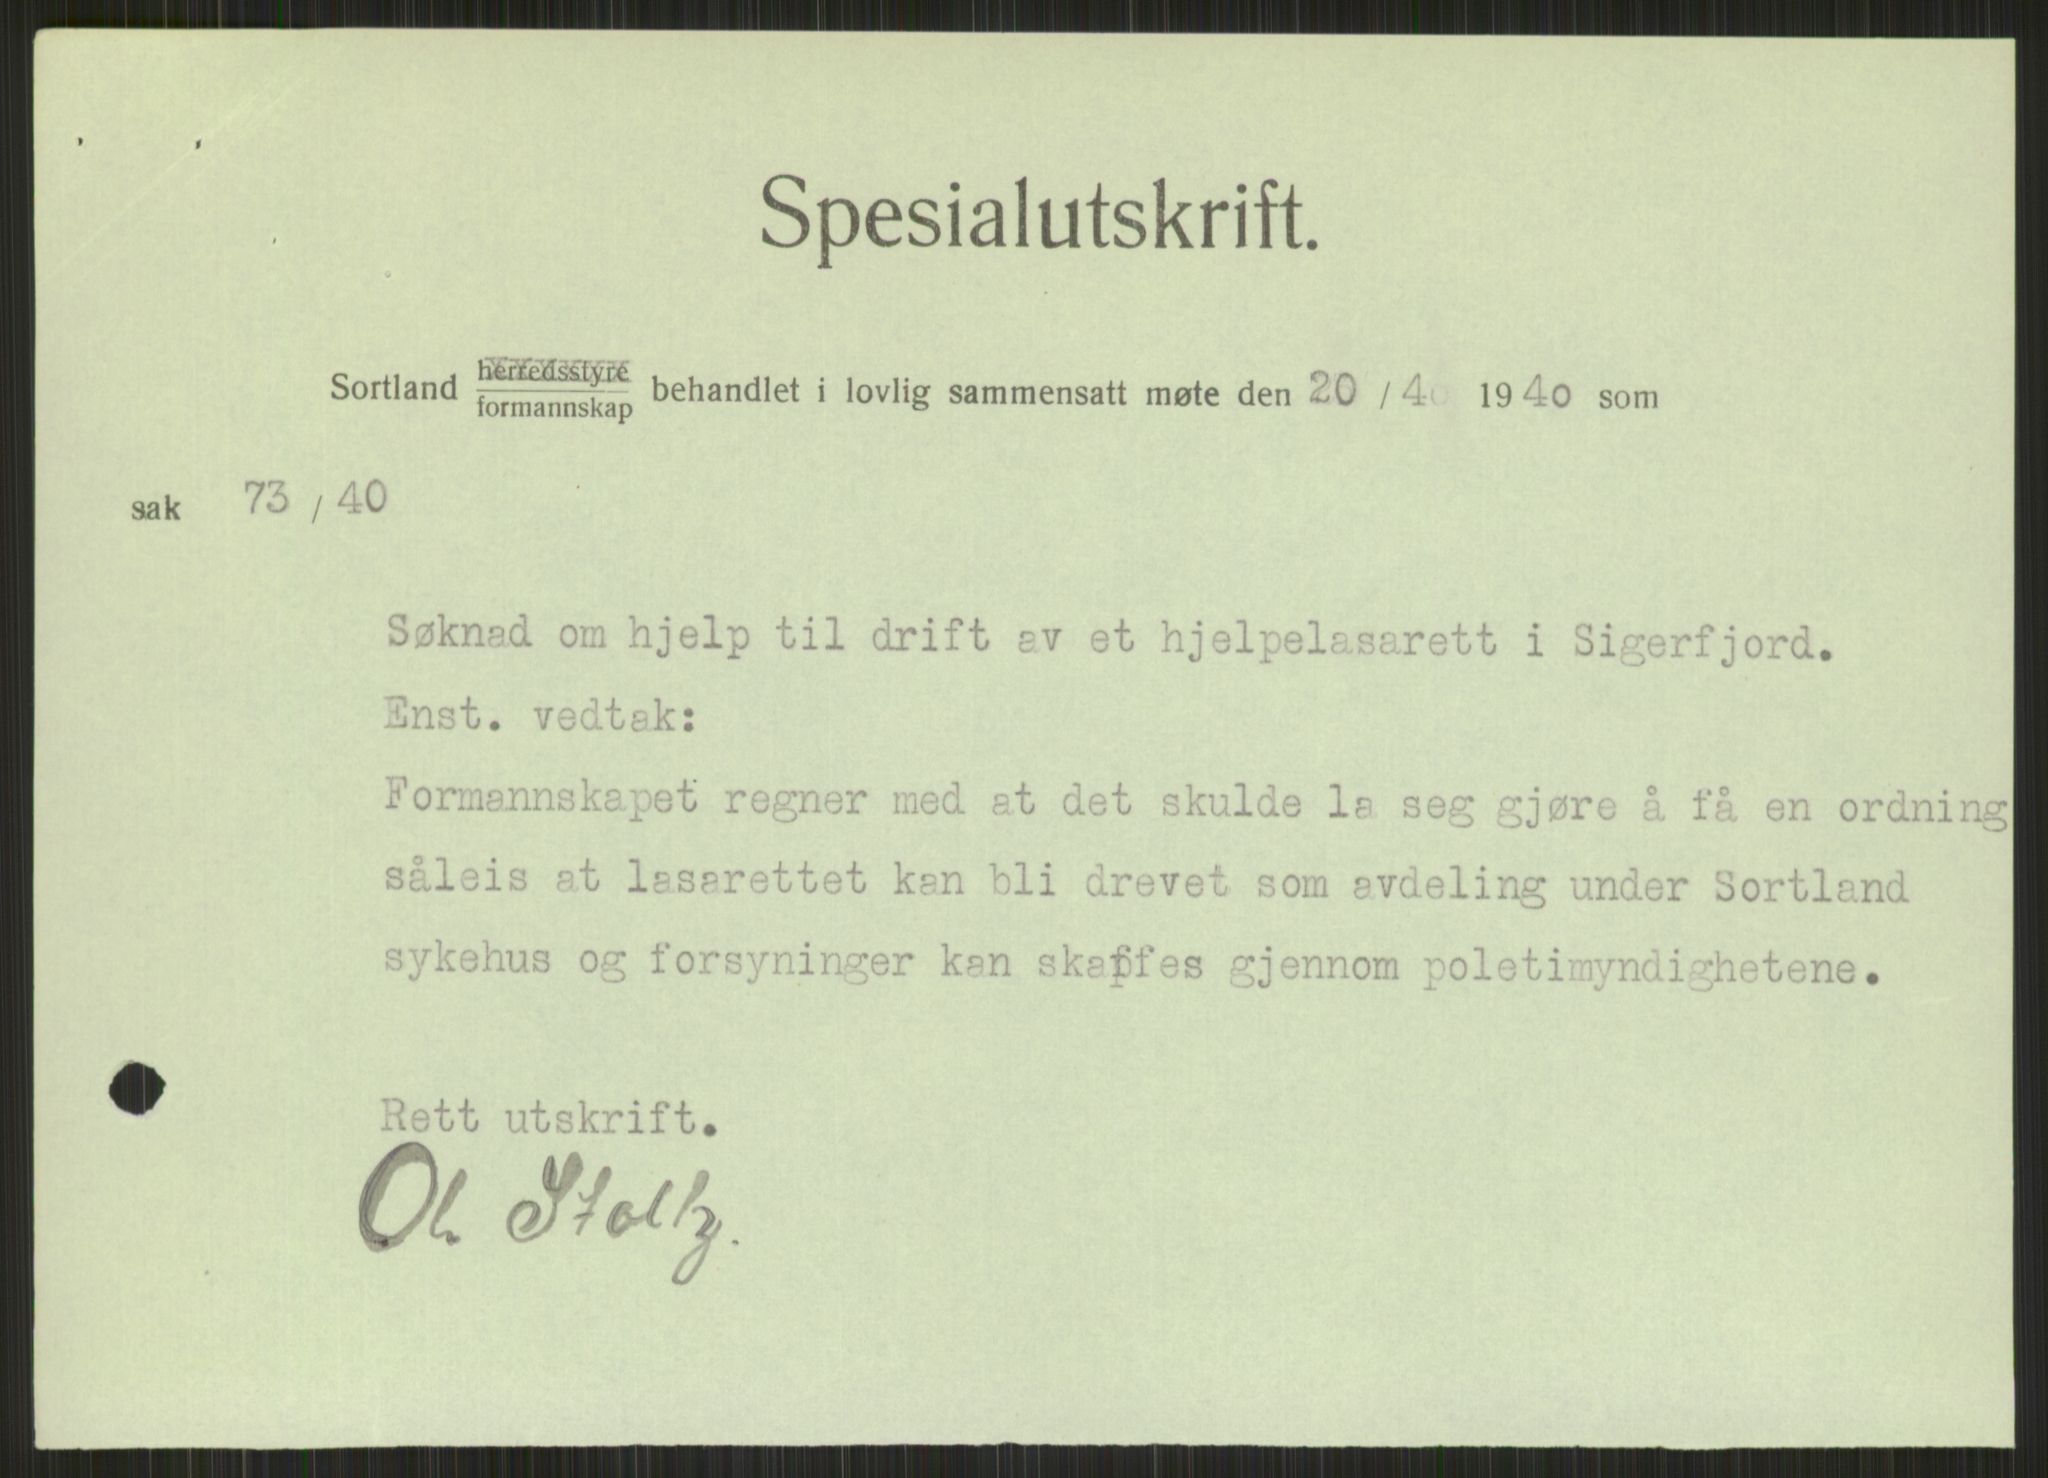 Spesialutskrift.
Sortland herredsstyre formannskap behandlet i lovlig sammensatt møte den 20 / 4 1940 som
sak 73 / 40
Søknad om hjelp til drift av et hjelpelasarett i Sigerfjord.
Enst. vedtak:
Formannskapet regner med at det skulde la seg gjøre å få en ordning
såleis at lasarettet kan bli drevet som avdeling under Sortland
sykehus og forsyninger kan skaffes gjennom poletimyndighetene.
Rett utskrift.
Ol. Stoltz.